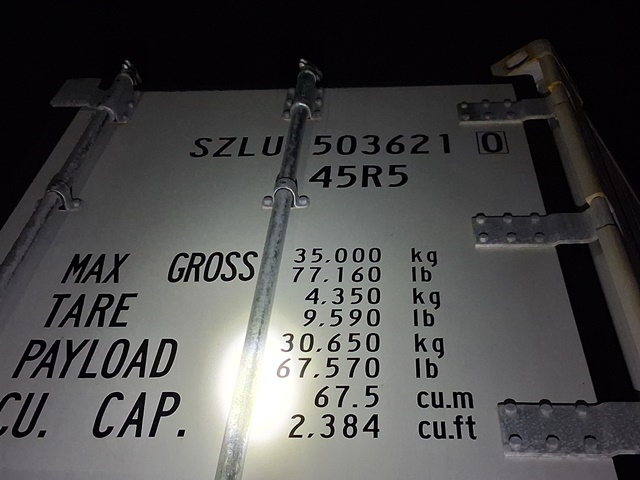 SZLU 503621 0
45R5
MAX GROSS 35.000 kg
77.160 lb
TARE 4.350 kg
9.590 lb
PAYLOAD 30.650 kg
67.570 lb
CU. CAP. 67.5 cu.m
2.384 cu.ft